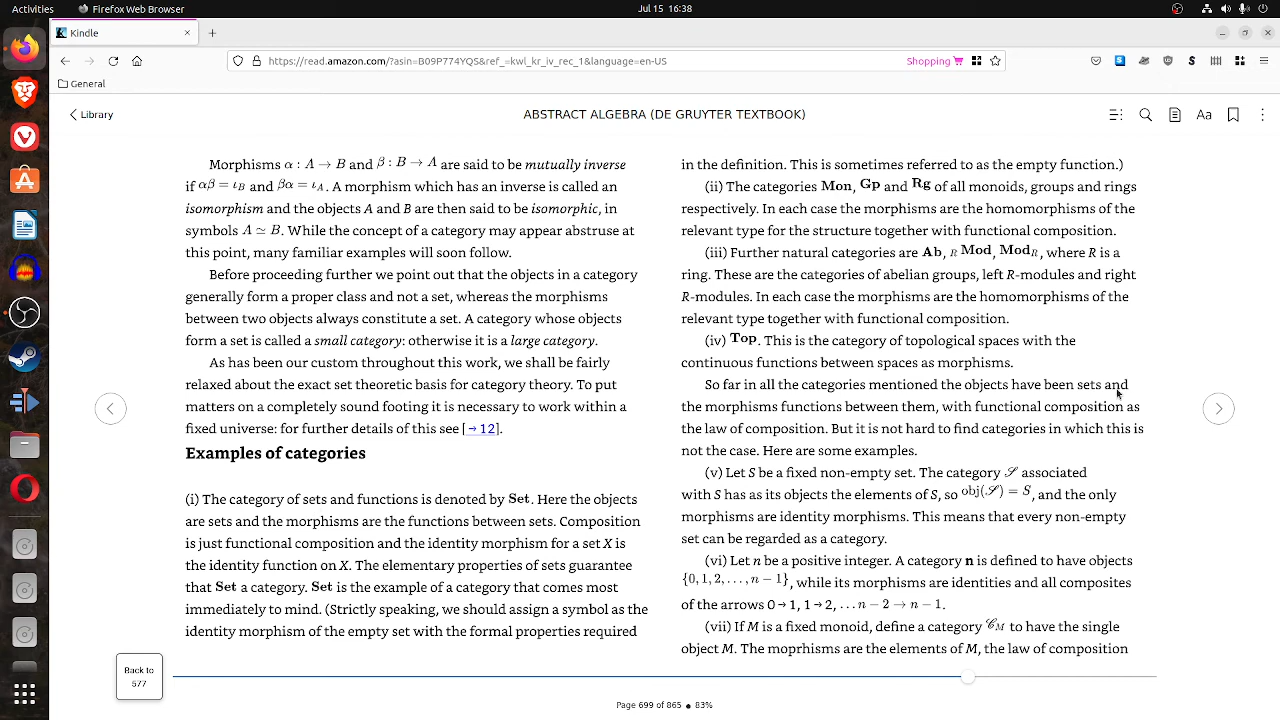 Activities
Firefox Web Browser
Jul 15 16:38
Kindle
https://read.amazon.com/?asin=B09P774YQS&ref_=kwl_kr_iv_rec_1&language=en-US
Shopping
General
Library
ABSTRACT ALGEBRA (DE GRUYTER TEXTBOOK)
Aa
Morphisms α : A → B and β : B → A are said to be mutually inverse
if αβ = ι_B and βα = ι_A. A morphism which has an inverse is called an
isomorphism and the objects A and B are then said to be isomorphic, in
symbols A ≃ B. While the concept of a category may appear abstruse at
this point, many familiar examples will soon follow.
Before proceeding further we point out that the objects in a category
generally form a proper class and not a set, whereas the morphisms
between two objects always constitute a set. A category whose objects
form a set is called a small category: otherwise it is a large category.
As has been our custom throughout this work, we shall be fairly
relaxed about the exact set theoretic basis for category theory. To put
matters on a completely sound footing it is necessary to work within a
fixed universe: for further details of this see [→12].
Examples of categories
(i) The category of sets and functions is denoted by Set. Here the objects
are sets and the morphisms are the functions between sets. Composition
is just functional composition and the identity morphism for a set X is
the identity function on X. The elementary properties of sets guarantee
that Set a category. Set is the example of a category that comes most
immediately to mind. (Strictly speaking, we should assign a symbol as the
identity morphism of the empty set with the formal properties required
in the definition. This is sometimes referred to as the empty function.)
(ii) The categories Mon, Gp and Rg of all monoids, groups and rings
respectively. In each case the morphisms are the homomorphisms of the
relevant type for the structure together with functional composition.
(iii) Further natural categories are Ab, _R Mod, Mod_R, where R is a
ring. These are the categories of abelian groups, left R-modules and right
R-modules. In each case the morphisms are the homomorphisms of the
relevant type together with functional composition.
(iv) Top. This is the category of topological spaces with the
continuous functions between spaces as morphisms.
So far in all the categories mentioned the objects have been sets and
the morphisms functions between them, with functional composition as
the law of composition. But it is not hard to find categories in which this is
not the case. Here are some examples.
(v) Let S be a fixed non-empty set. The category 𝒮 associated
with S has as its objects the elements of S, so obj(𝒮) = S, and the only
morphisms are identity morphisms. This means that every non-empty
set can be regarded as a category.
(vi) Let n be a positive integer. A category n is defined to have objects
{0, 1, 2, . . . , n − 1}, while its morphisms are identities and all composites
of the arrows 0 → 1, 1 → 2, . . . n − 2 → n − 1.
(vii) If M is a fixed monoid, define a category 𝒞_M to have the single
object M. The moprhisms are the elements of M, the law of composition
Back to
577
Page 699 of 865 ● 83%